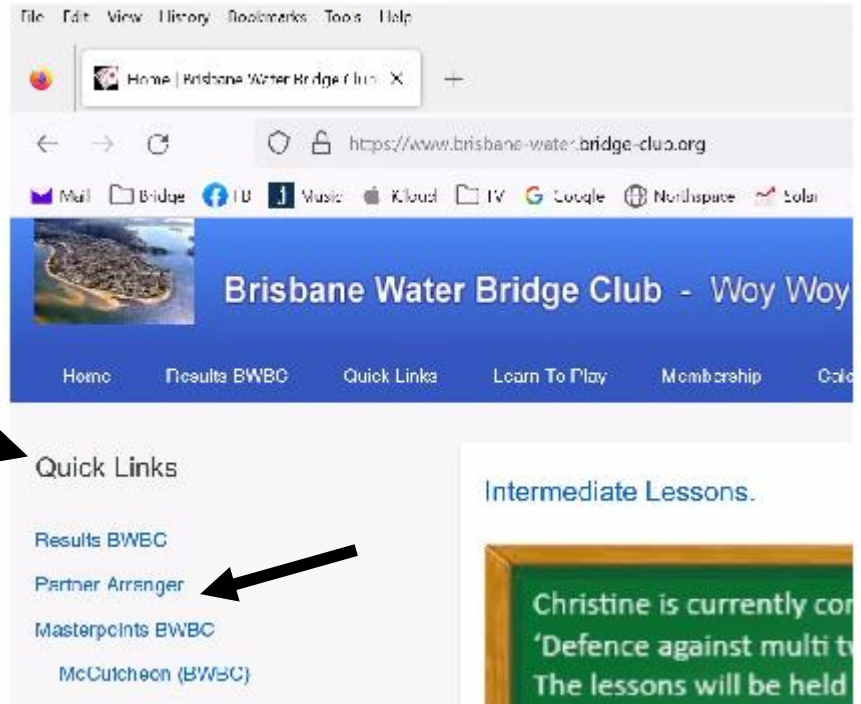 File Edit View History Bookmarks Tools Help
Home | Brisbane Water Bridge Club
https://www.brisbane-water.bridge-club.org
Mail Bridge FB Music iCloud TV Google Northspace Solar
Brisbane Water Bridge Club - Woy Woy
Home Results BWBC Quick Links Learn To Play Membership
Quick Links
Results BWBC
Partner Arranger
Masterpoints BWBC
McCutcheon (BWBC)
Intermediate Lessons.
Christine is currently
'Defence against multi
The lessons will be held